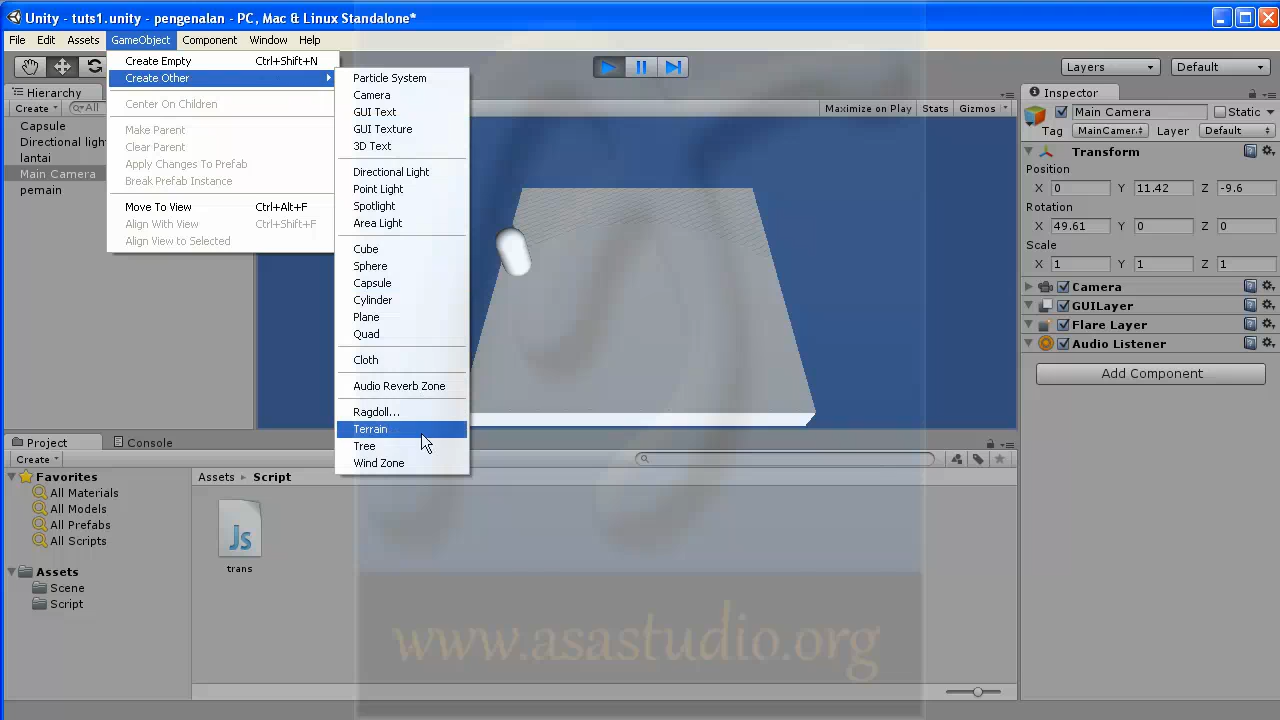 Unity - tuts1.unity - pengenalan - PC, Mac & Linux Standalone*
File Edit Assets GameObject Component Window Help
Create Empty Ctrl+Shift+N
Create Other
Center On Children
Make Parent
Clear Parent
Apply Changes To Prefab
Break Prefab Instance
Move To View Ctrl+Alt+F
Align With View Ctrl+Shift+F
Align View to Selected
Particle System
Camera
GUI Text
GUI Texture
3D Text
Directional Light
Point Light
Spotlight
Area Light
Cube
Sphere
Capsule
Cylinder
Plane
Quad
Cloth
Audio Reverb Zone
Ragdoll...
Terrain
Tree
Wind Zone
Layers Default
Hierarchy
Create All
Capsule
Directional light
lantai
Main Camera
pemain
Maximize on Play Stats Gizmos
Inspector
Main Camera Static
Tag MainCamera Layer Default
Transform
Position
X 0 Y 11.42 Z -9.6
Rotation
X 49.61 Y 0 Z 0
Scale
X 1 Y 1 Z 1
Camera
GUILayer
Flare Layer
Audio Listener
Add Component
Project Console
Create
Favorites
All Materials
All Models
All Prefabs
All Scripts
Assets
Scene
Script
Assets Script
Js
trans
www.asastudio.org